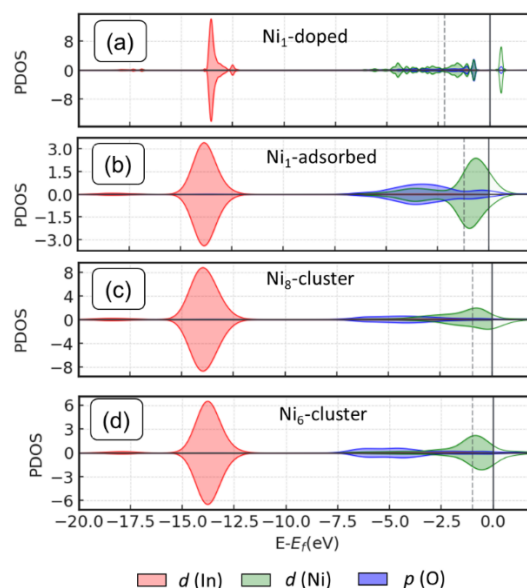 (a)
Ni₁-doped
PDOS
8
0
−8
(b)
Ni₁-adsorbed
PDOS
3.0
1.5
0.0
−1.5
−3.0
(c)
Ni₈-cluster
PDOS
8
4
0
−4
−8
(d)
Ni₆-cluster
PDOS
6
3
0
−3
−6
−20.0 −17.5 −15.0 −12.5 −10.0 −7.5 −5.0 −2.5 0.0
E-E_f(eV)
d (In) d (Ni) p (O)